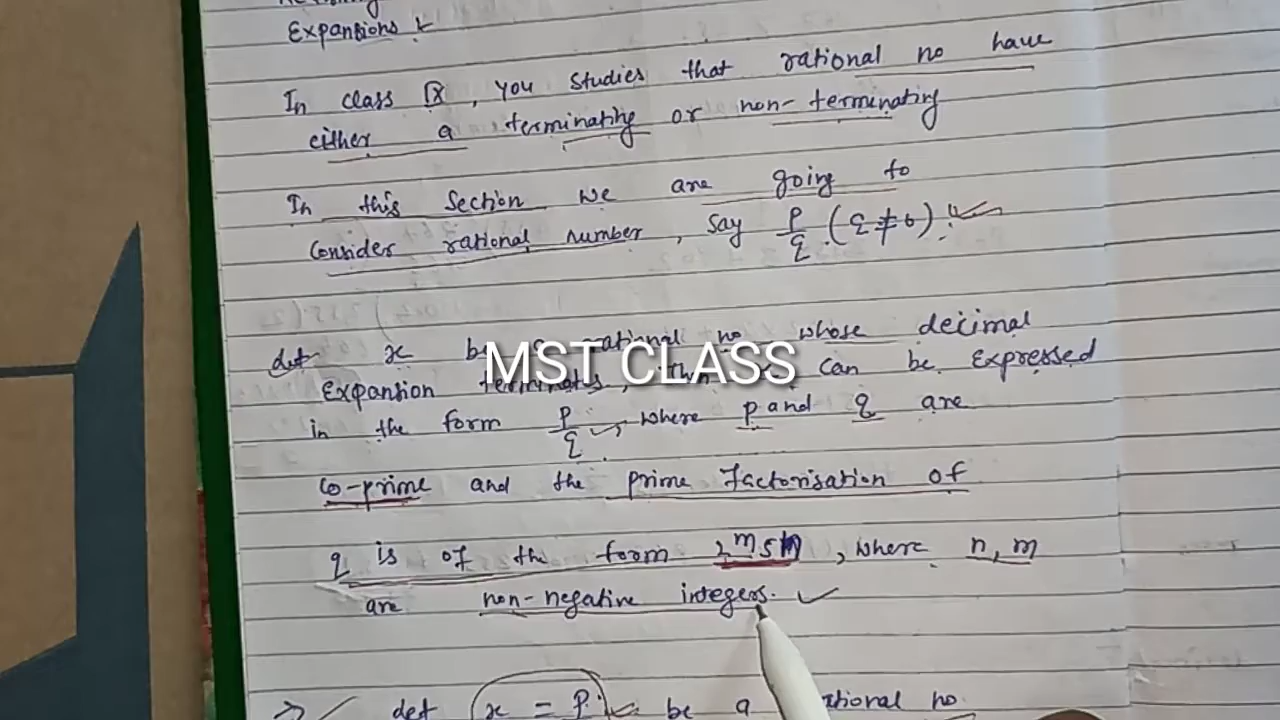 Expansions
In class IX, you studies that rational no have
either a terminating or non-terminating
In this section we are going to
consider rational number, say p/q (q≠0).
Let x be a rational no whose decimal
Expansion terminates, then can be expressed
in the form p/q, where p and q are
co-prime and the prime factorisation of
q is of the form 2^m 5^n, where n, m
are non-negative integers.
let x = p be a rational no.
MST CLASS